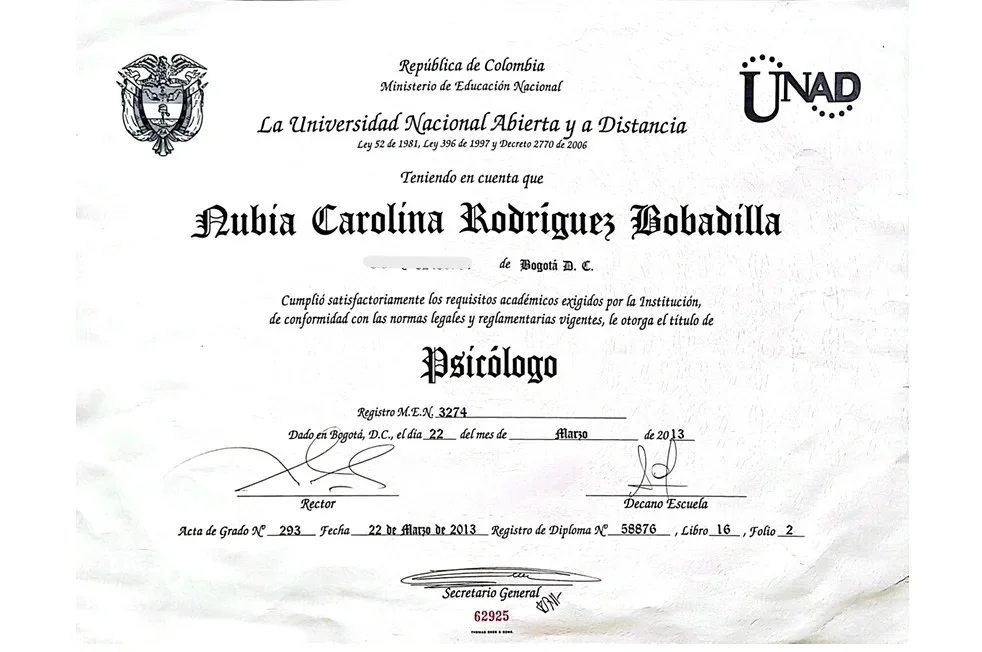 República de Colombia
Ministerio de Educación Nacional
UNAD
La Universidad Nacional Abierta y a Distancia
Ley 52 de 1981, Ley 396 de 1997 y Decreto 2770 de 2006
Teniendo en cuenta que
Nubia Carolina Rodríguez Bobadilla
de Bogotá D. C.
Cumplió satisfactoriamente los requisitos académicos exigidos por la Institución,
de conformidad con las normas legales y reglamentarias vigentes, le otorga el título de
Psicólogo
Registro M.E.N. 3274
Dado en Bogotá, D.C., el día 22 del mes de Marzo de 2013
Rector Decano Escuela
Acta de Grado Nº 293 Fecha 22 de Marzo de 2013 Registro de Diploma Nº 58876 , Libro 16 , Folio 2
Secretario General
62925